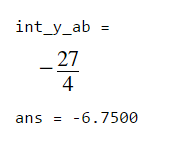 int_y_ab =
− 27
4
ans = -6.7500